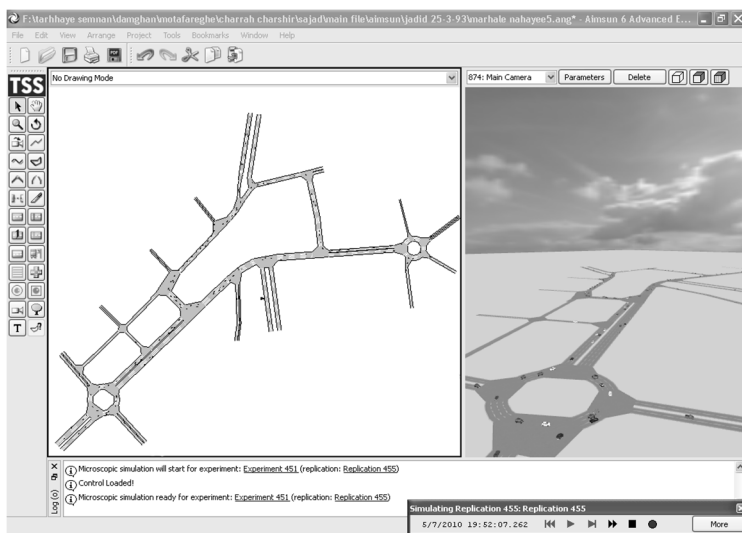 F:\tarhhaye semnan\damghan\motafareghe\charrah charshir\sajad\main file\aimsun\jadid 25-3-93\marhale nahayee5.ang* - Aimsun 6 Advanced E...
File Edit View Arrange Project Tools Bookmarks Window Help
TSS
No Drawing Mode
874: Main Camera Parameters Delete
T
Log (0)
Microscopic simulation will start for experiment: Experiment 451 (replication: Replication 455)
Control Loaded!
Microscopic simulation ready for experiment: Experiment 451 (replication: Replication 455)
Simulating Replication 455: Replication 455
5/7/2010 19:52:07.262 More